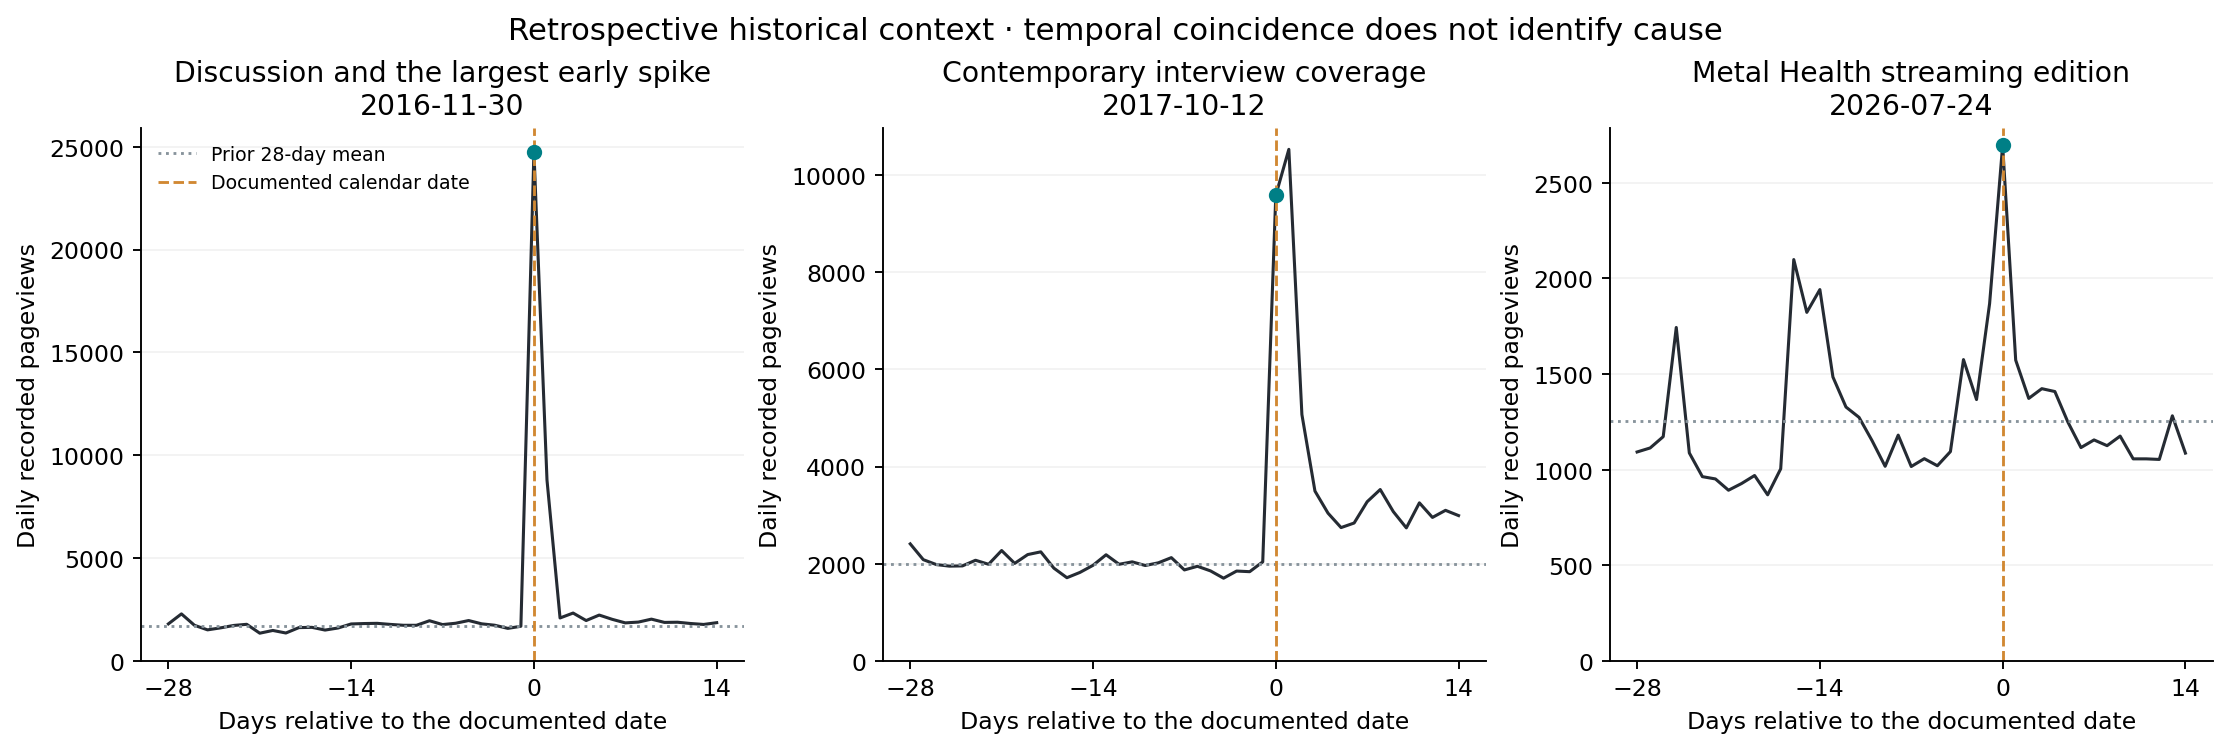 Retrospective historical context · temporal coincidence does not identify cause
Discussion and the largest early spike
2016-11-30
Daily recorded pageviews
25000
20000
15000
10000
5000
0
Prior 28-day mean
Documented calendar date
−28
−14
0
14
Days relative to the documented date
Contemporary interview coverage
2017-10-12
Daily recorded pageviews
10000
8000
6000
4000
2000
0
−28
−14
0
14
Days relative to the documented date
Metal Health streaming edition
2026-07-24
Daily recorded pageviews
2500
2000
1500
1000
500
0
−28
−14
0
14
Days relative to the documented date